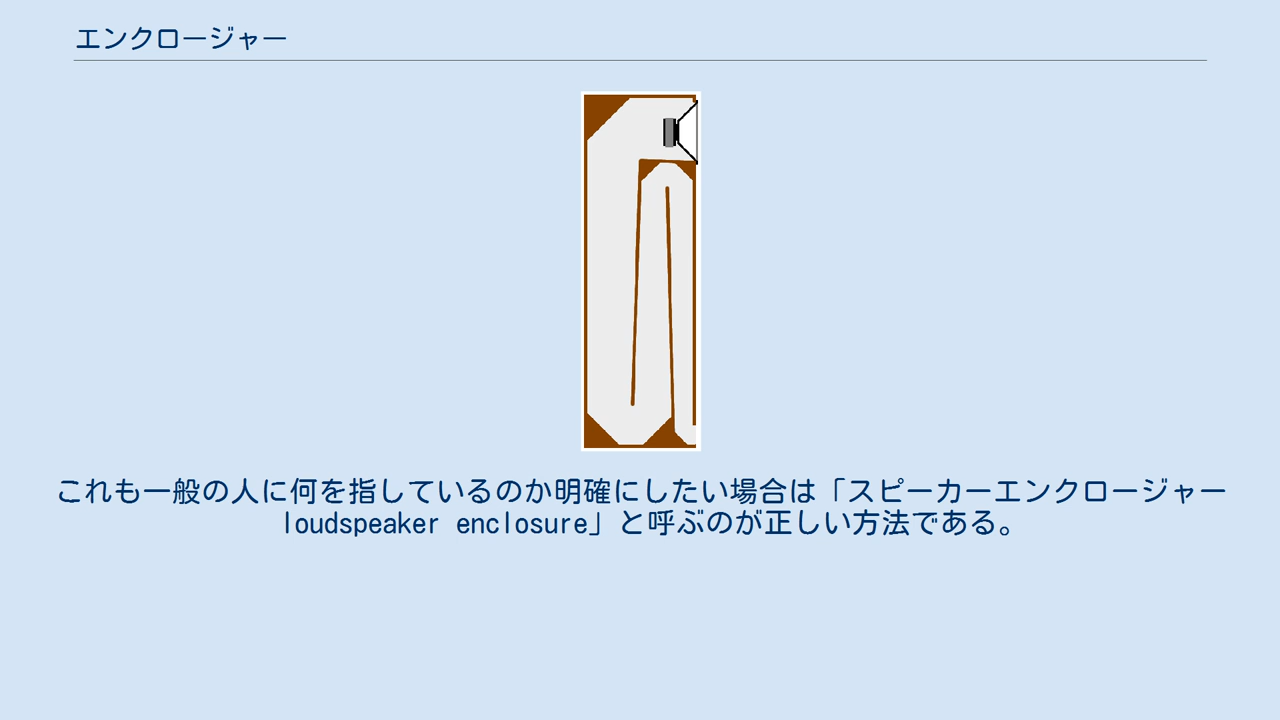 エンクロージャー
これも一般の人に何を指しているのか明確にしたい場合は「スピーカーエンクロージャー
loudspeaker enclosure」と呼ぶのが正しい方法である。